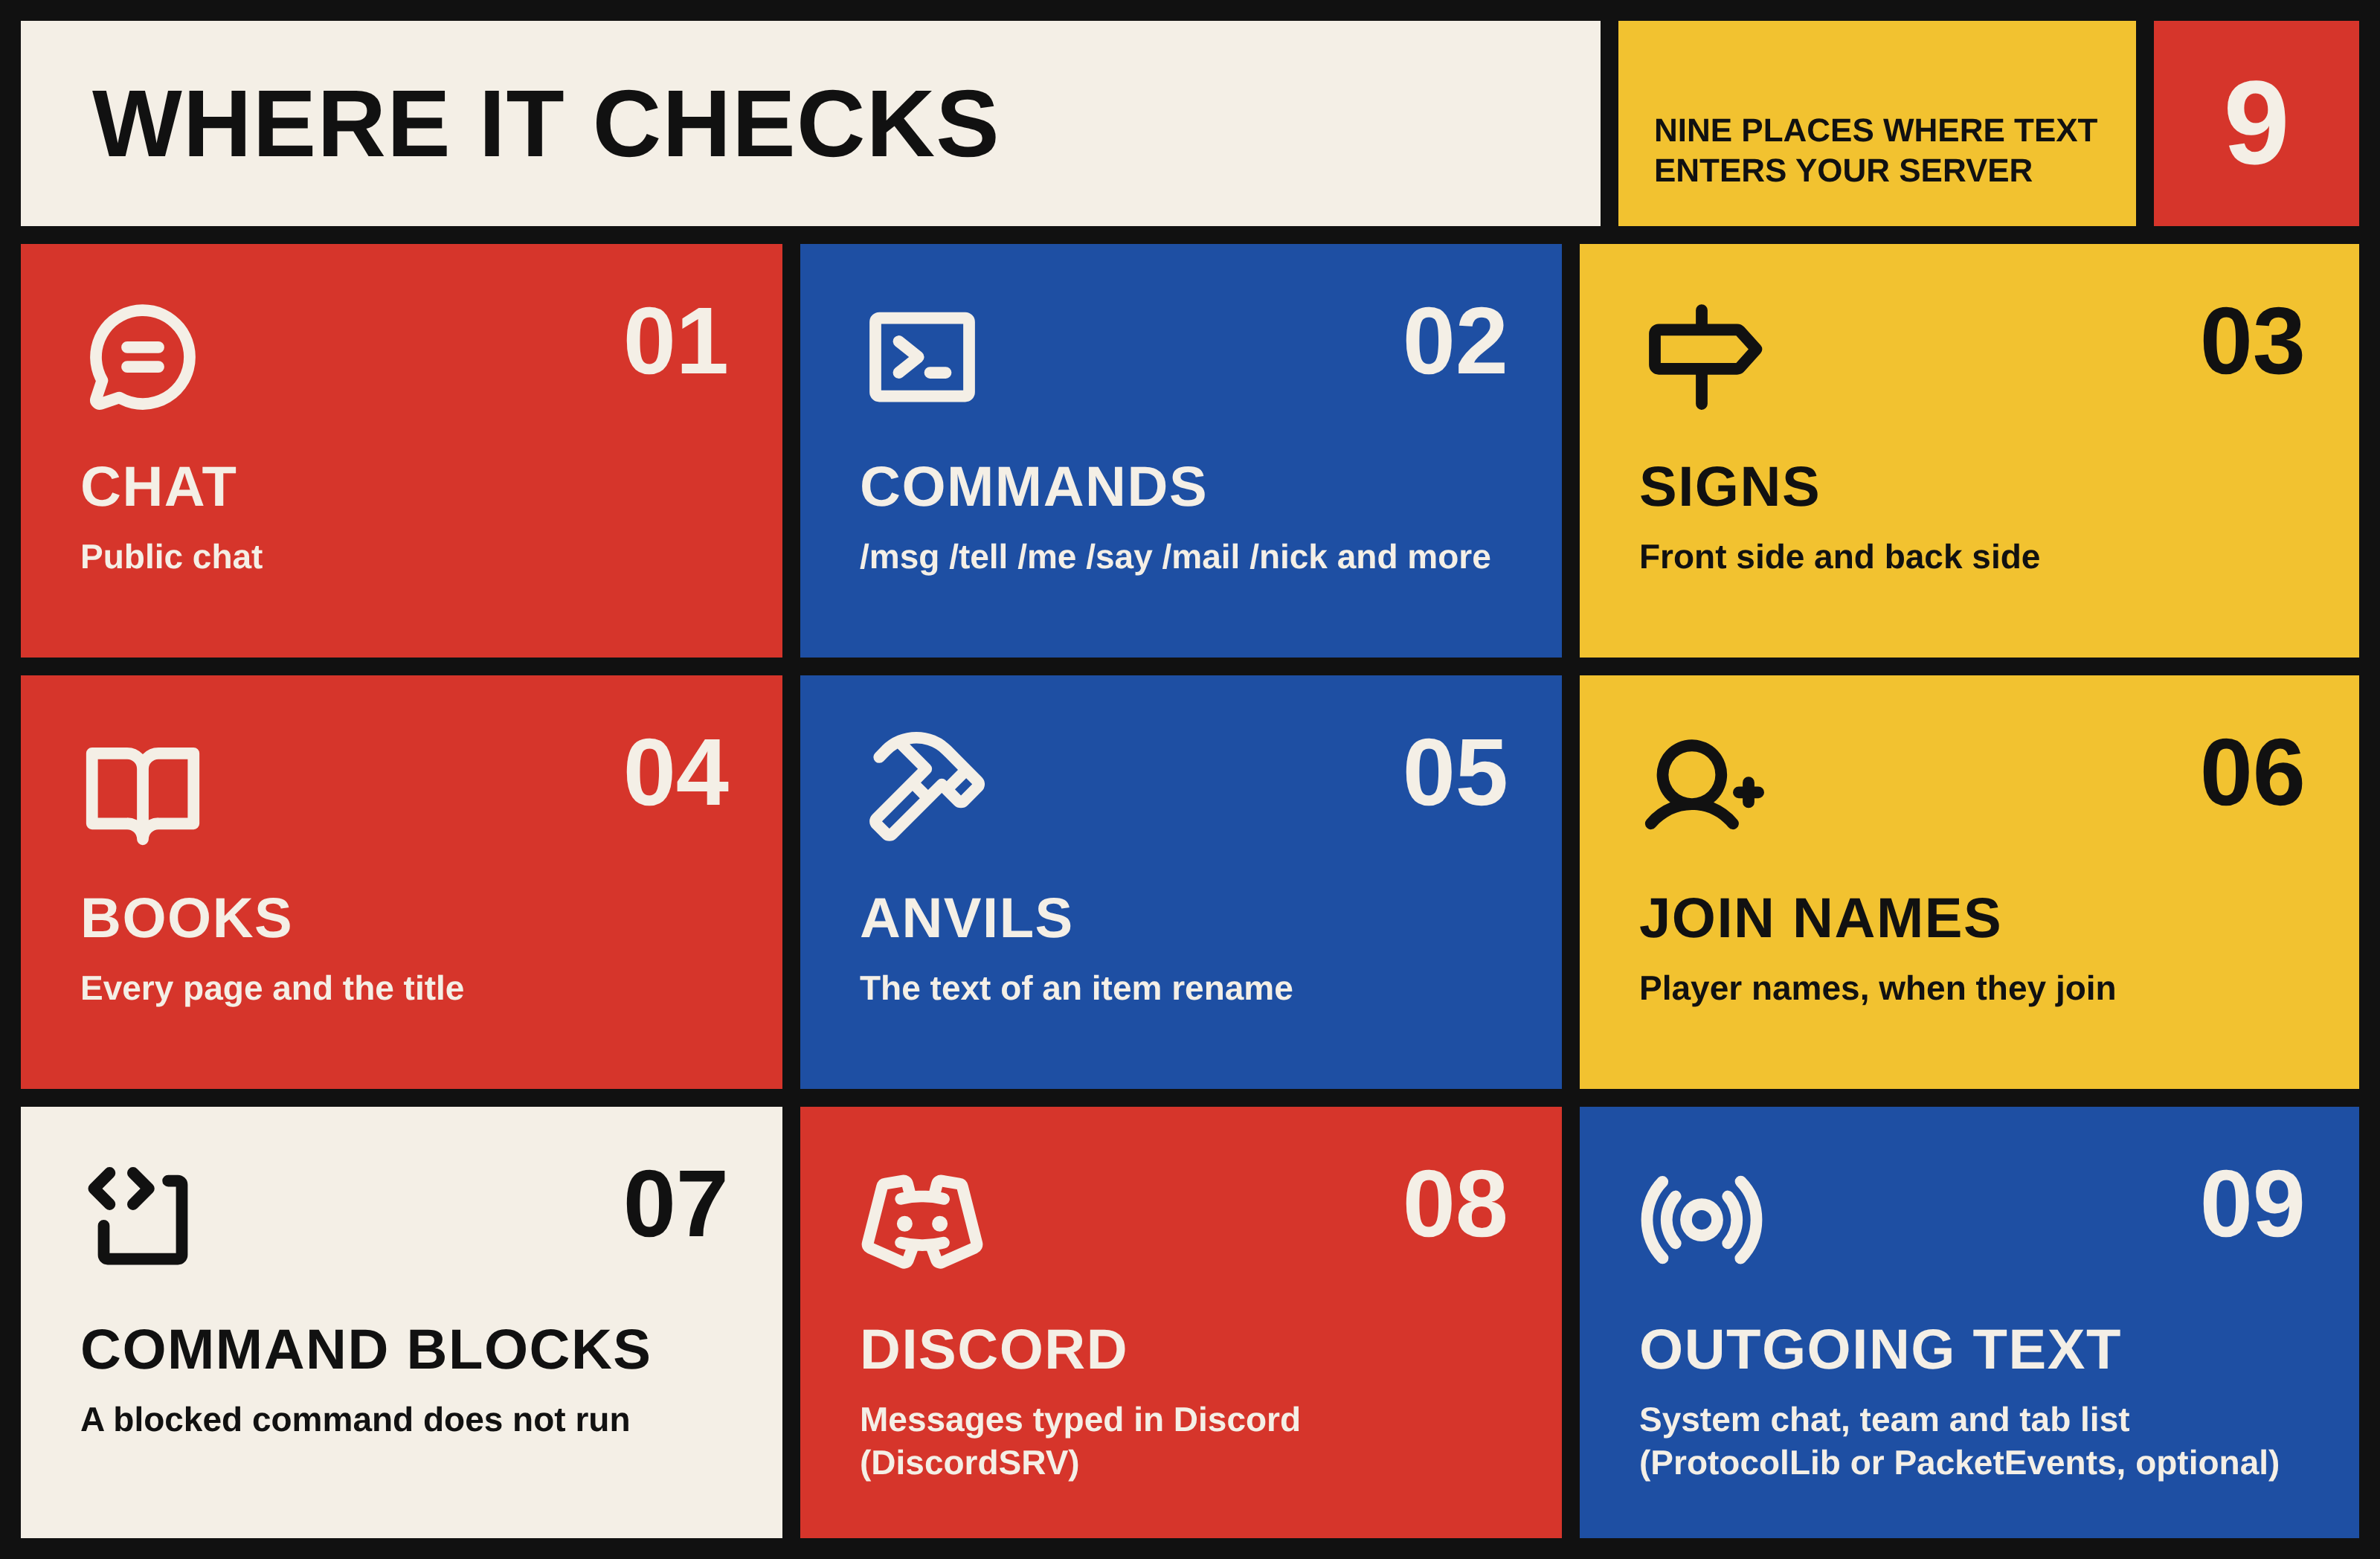 WHERE IT CHECKS
NINE PLACES WHERE TEXT
ENTERS YOUR SERVER
9
01
CHAT
Public chat
02
COMMANDS
/msg /tell /me /say /mail /nick and more
03
SIGNS
Front side and back side
04
BOOKS
Every page and the title
05
ANVILS
The text of an item rename
06
JOIN NAMES
Player names, when they join
07
COMMAND BLOCKS
A blocked command does not run
08
DISCORD
Messages typed in Discord
(DiscordSRV)
09
OUTGOING TEXT
System chat, team and tab list
(ProtocolLib or PacketEvents, optional)